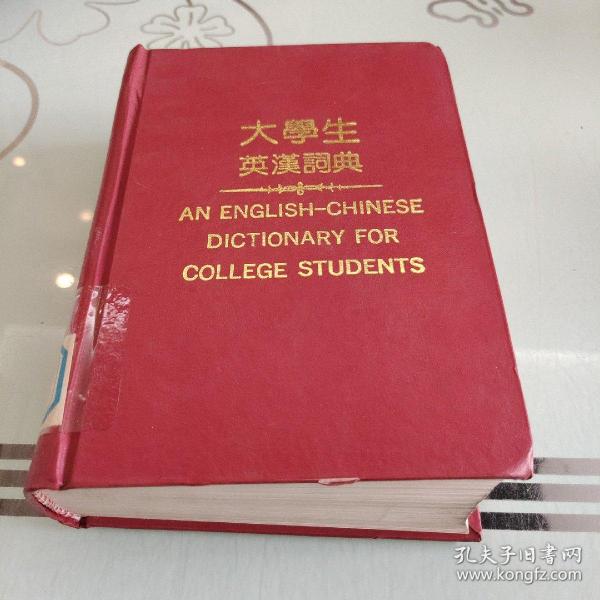 大學生
英漢詞典
AN ENGLISH-CHINESE
DICTIONARY FOR
COLLEGE STUDENTS
孔夫子旧书网
www.kongfz.com